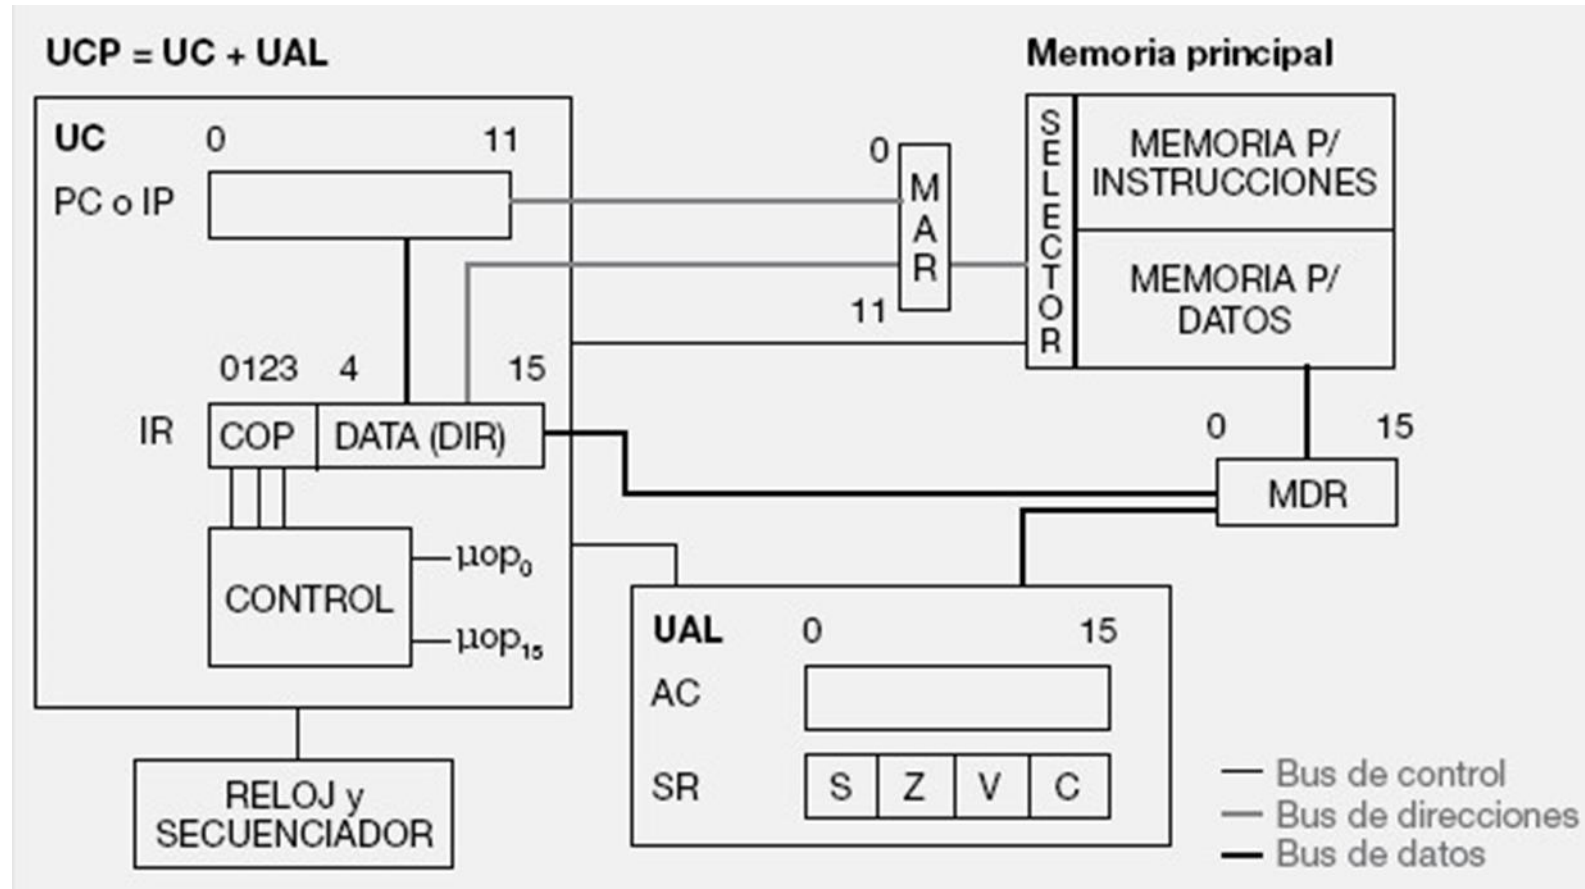 UCP = UC + UAL
Memoria principal
UC
0
11
PC o IP
0
MAR
11
SELECTOR
MEMORIA P/
INSTRUCCIONES
MEMORIA P/
DATOS
0123
4
15
IR
COP
DATA (DIR)
0
15
MDR
CONTROL
µop0
µop15
UAL
0
15
AC
SR
S
Z
V
C
RELOJ y
SECUENCIADOR
Bus de control
Bus de direcciones
Bus de datos